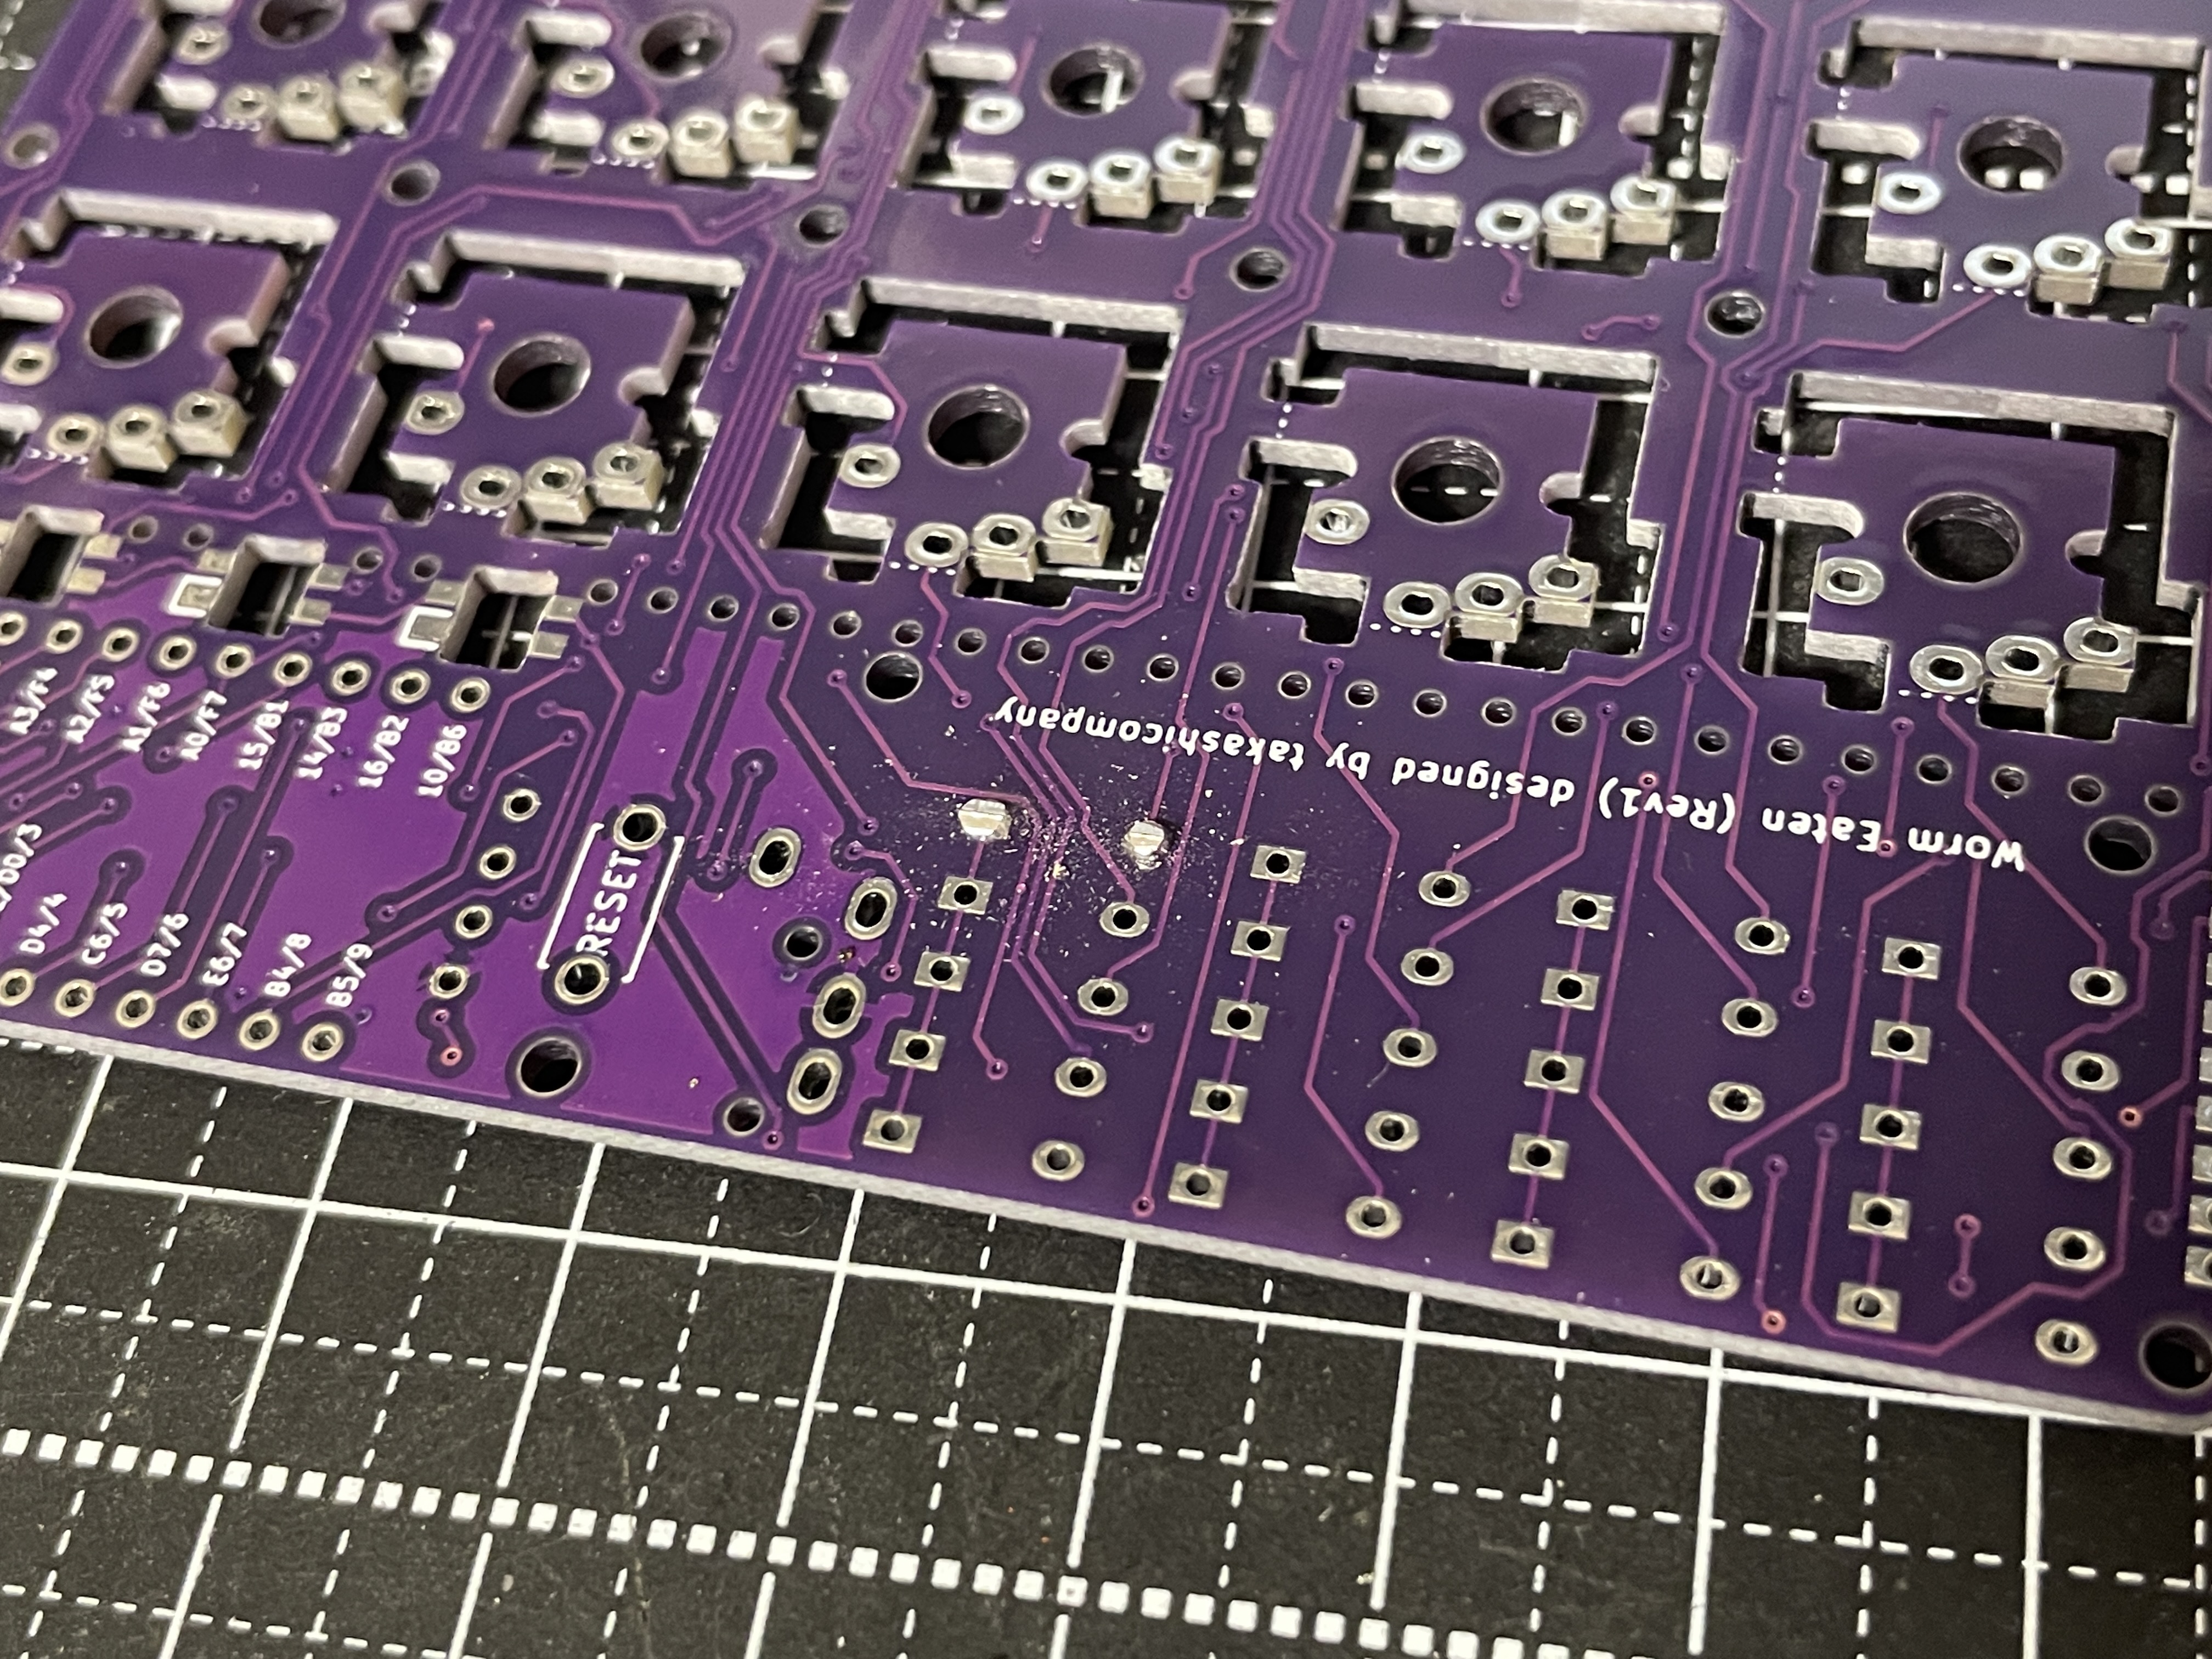 Worm Eaten (Rev1) designed by takashicompany
A3/F4
A2/F5
A1/F6
A0/F7
15/B1
14/B3
16/B2
10/B6
D4/4
C6/5
D7/6
E6/7
B4/8
B5/9
RESET